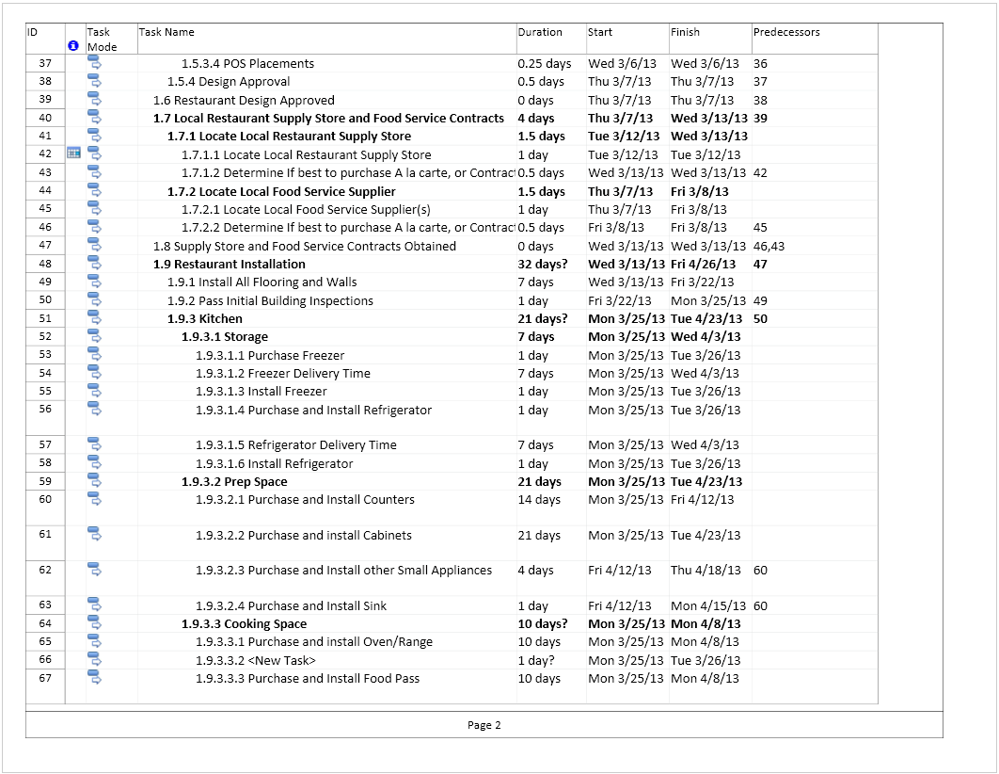 ID Task Mode Task Name Duration Start Finish Predecessors
37 1.5.3.4 POS Placements 0.25 days Wed 3/6/13 Wed 3/6/13 36
38 1.5.4 Design Approval 0.5 days Thu 3/7/13 Thu 3/7/13 37
39 1.6 Restaurant Design Approved 0 days Thu 3/7/13 Thu 3/7/13 38
40 1.7 Local Restaurant Supply Store and Food Service Contracts 4 days Thu 3/7/13 Wed 3/13/13 39
41 1.7.1 Locate Local Restaurant Supply Store 1.5 days Tue 3/12/13 Wed 3/13/13
42 1.7.1.1 Locate Local Restaurant Supply Store 1 day Tue 3/12/13 Tue 3/12/13
43 1.7.1.2 Determine If best to purchase A la carte, or Contract 0.5 days Wed 3/13/13 Wed 3/13/13 42
44 1.7.2 Locate Local Food Service Supplier 1.5 days Thu 3/7/13 Fri 3/8/13
45 1.7.2.1 Locate Local Food Service Supplier(s) 1 day Thu 3/7/13 Fri 3/8/13
46 1.7.2.2 Determine If best to purchase A la carte, or Contract 0.5 days Fri 3/8/13 Fri 3/8/13 45
47 1.8 Supply Store and Food Service Contracts Obtained 0 days Wed 3/13/13 Wed 3/13/13 46,43
48 1.9 Restaurant Installation 32 days? Wed 3/13/13 Fri 4/26/13 47
49 1.9.1 Install All Flooring and Walls 7 days Wed 3/13/13 Fri 3/22/13
50 1.9.2 Pass Initial Building Inspections 1 day Fri 3/22/13 Mon 3/25/13 49
51 1.9.3 Kitchen 21 days? Mon 3/25/13 Tue 4/23/13 50
52 1.9.3.1 Storage 7 days Mon 3/25/13 Wed 4/3/13
53 1.9.3.1.1 Purchase Freezer 1 day Mon 3/25/13 Tue 3/26/13
54 1.9.3.1.2 Freezer Delivery Time 7 days Mon 3/25/13 Wed 4/3/13
55 1.9.3.1.3 Install Freezer 1 day Mon 3/25/13 Tue 3/26/13
56 1.9.3.1.4 Purchase and Install Refrigerator 1 day Mon 3/25/13 Tue 3/26/13
57 1.9.3.1.5 Refrigerator Delivery Time 7 days Mon 3/25/13 Wed 4/3/13
58 1.9.3.1.6 Install Refrigerator 1 day Mon 3/25/13 Tue 3/26/13
59 1.9.3.2 Prep Space 21 days Mon 3/25/13 Tue 4/23/13
60 1.9.3.2.1 Purchase and Install Counters 14 days Mon 3/25/13 Fri 4/12/13
61 1.9.3.2.2 Purchase and install Cabinets 21 days Mon 3/25/13 Tue 4/23/13
62 1.9.3.2.3 Purchase and Install other Small Appliances 4 days Fri 4/12/13 Thu 4/18/13 60
63 1.9.3.2.4 Purchase and Install Sink 1 day Fri 4/12/13 Mon 4/15/13 60
64 1.9.3.3 Cooking Space 10 days? Mon 3/25/13 Mon 4/8/13
65 1.9.3.3.1 Purchase and install Oven/Range 10 days Mon 3/25/13 Mon 4/8/13
66 1.9.3.3.2 <New Task> 1 day? Mon 3/25/13 Tue 3/26/13
67 1.9.3.3.3 Purchase and Install Food Pass 10 days Mon 3/25/13 Mon 4/8/13
Page 2